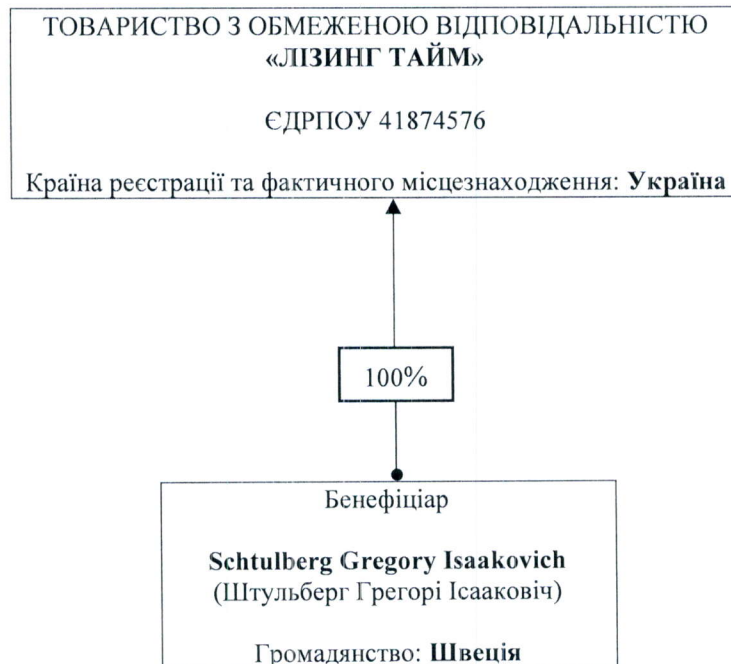 ТОВАРИСТВО З ОБМЕЖЕНОЮ ВІДПОВІДАЛЬНІСТЮ
«ЛІЗИНГ ТАЙМ»
ЄДРПОУ 41874576
Країна реєстрації та фактичного місцезнаходження: Україна
100%
Бенефіціар
Schtulberg Gregory Isaakovich
(Штульберг Грегорі Ісааковіч)
Громадянство: Швеція